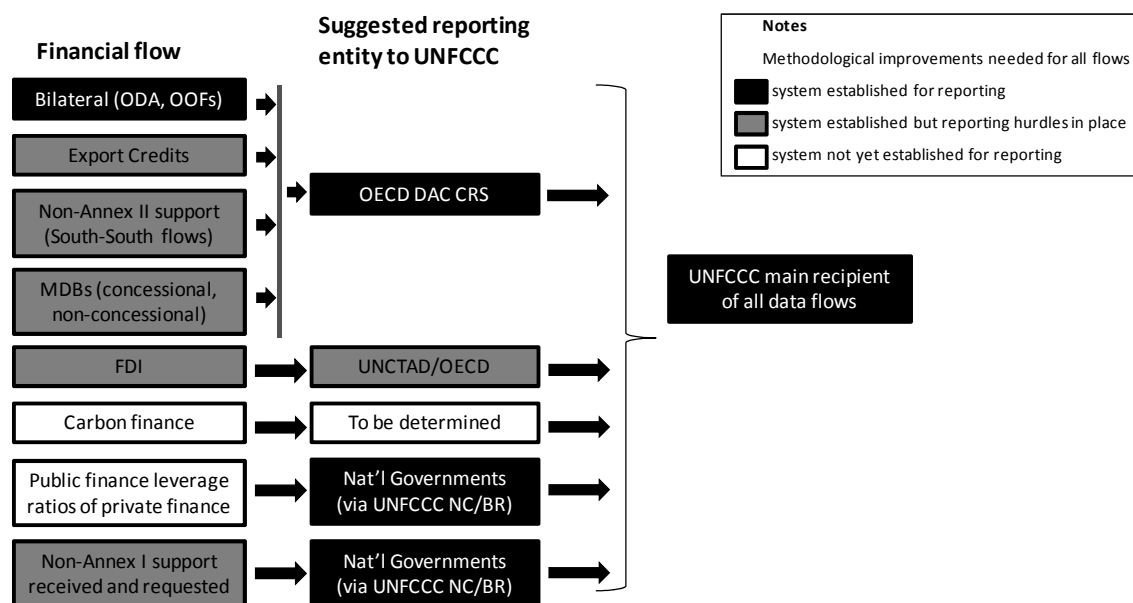 Financial flow
Suggested reporting
entity to UNFCCC
Notes
Methodological improvements needed for all flows
system established for reporting
system established but reporting hurdles in place
system not yet established for reporting
Bilateral (ODA, OOFs)
Export Credits
Non-Annex II support
(South-South flows)
MDBs (concessional,
non-concessional)
OECD DAC CRS
UNFCCC main recipient
of all data flows
FDI
UNCTAD/OECD
Carbon finance
To be determined
Public finance leverage
ratios of private finance
Nat'l Governments
(via UNFCCC NC/BR)
Non-Annex I support
received and requested
Nat'l Governments
(via UNFCCC NC/BR)